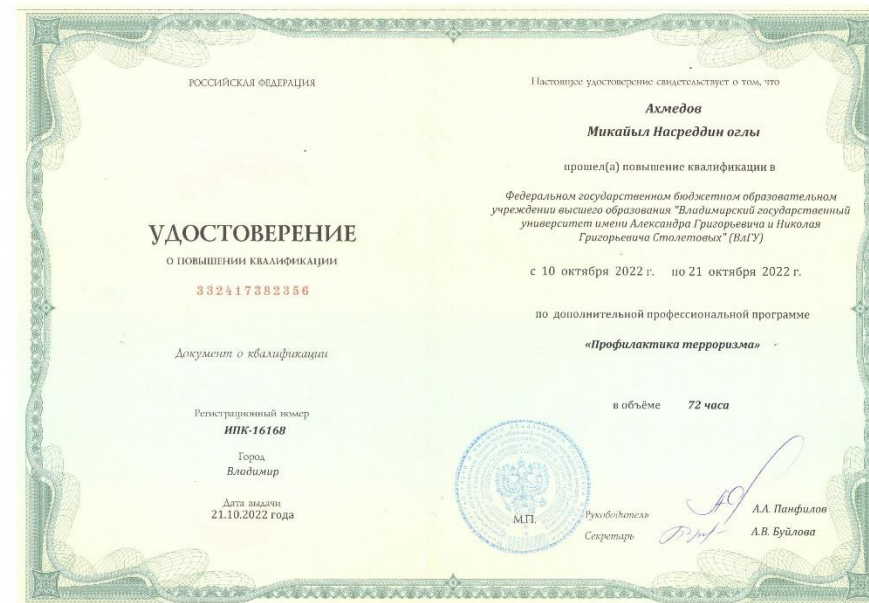 РОССИЙСКАЯ ФЕДЕРАЦИЯ
УДОСТОВЕРЕНИЕ
О ПОВЫШЕНИИ КВАЛИФИКАЦИИ
332417382356
Документ о квалификации
Регистрационный номер
ИПК-16168
Город
Владимир
Дата выдачи
21.10.2022 года
Настоящее удостоверение свидетельствует о том, что
Ахмедов
Микайыл Насреддин оглы
прошел(а) повышение квалификации в
Федеральном государственном бюджетном образовательном
учреждении высшего образования "Владимирский государственный
университет имени Александра Григорьевича и Николая
Григорьевича Столетовых" (ВлГУ)
с 10 октября 2022 г. по 21 октября 2022 г.
по дополнительной профессиональной программе
«Профилактика терроризма»
в объёме 72 часа
М.П.
Руководитель А.А. Панфилов
Секретарь А.В. Буйлова